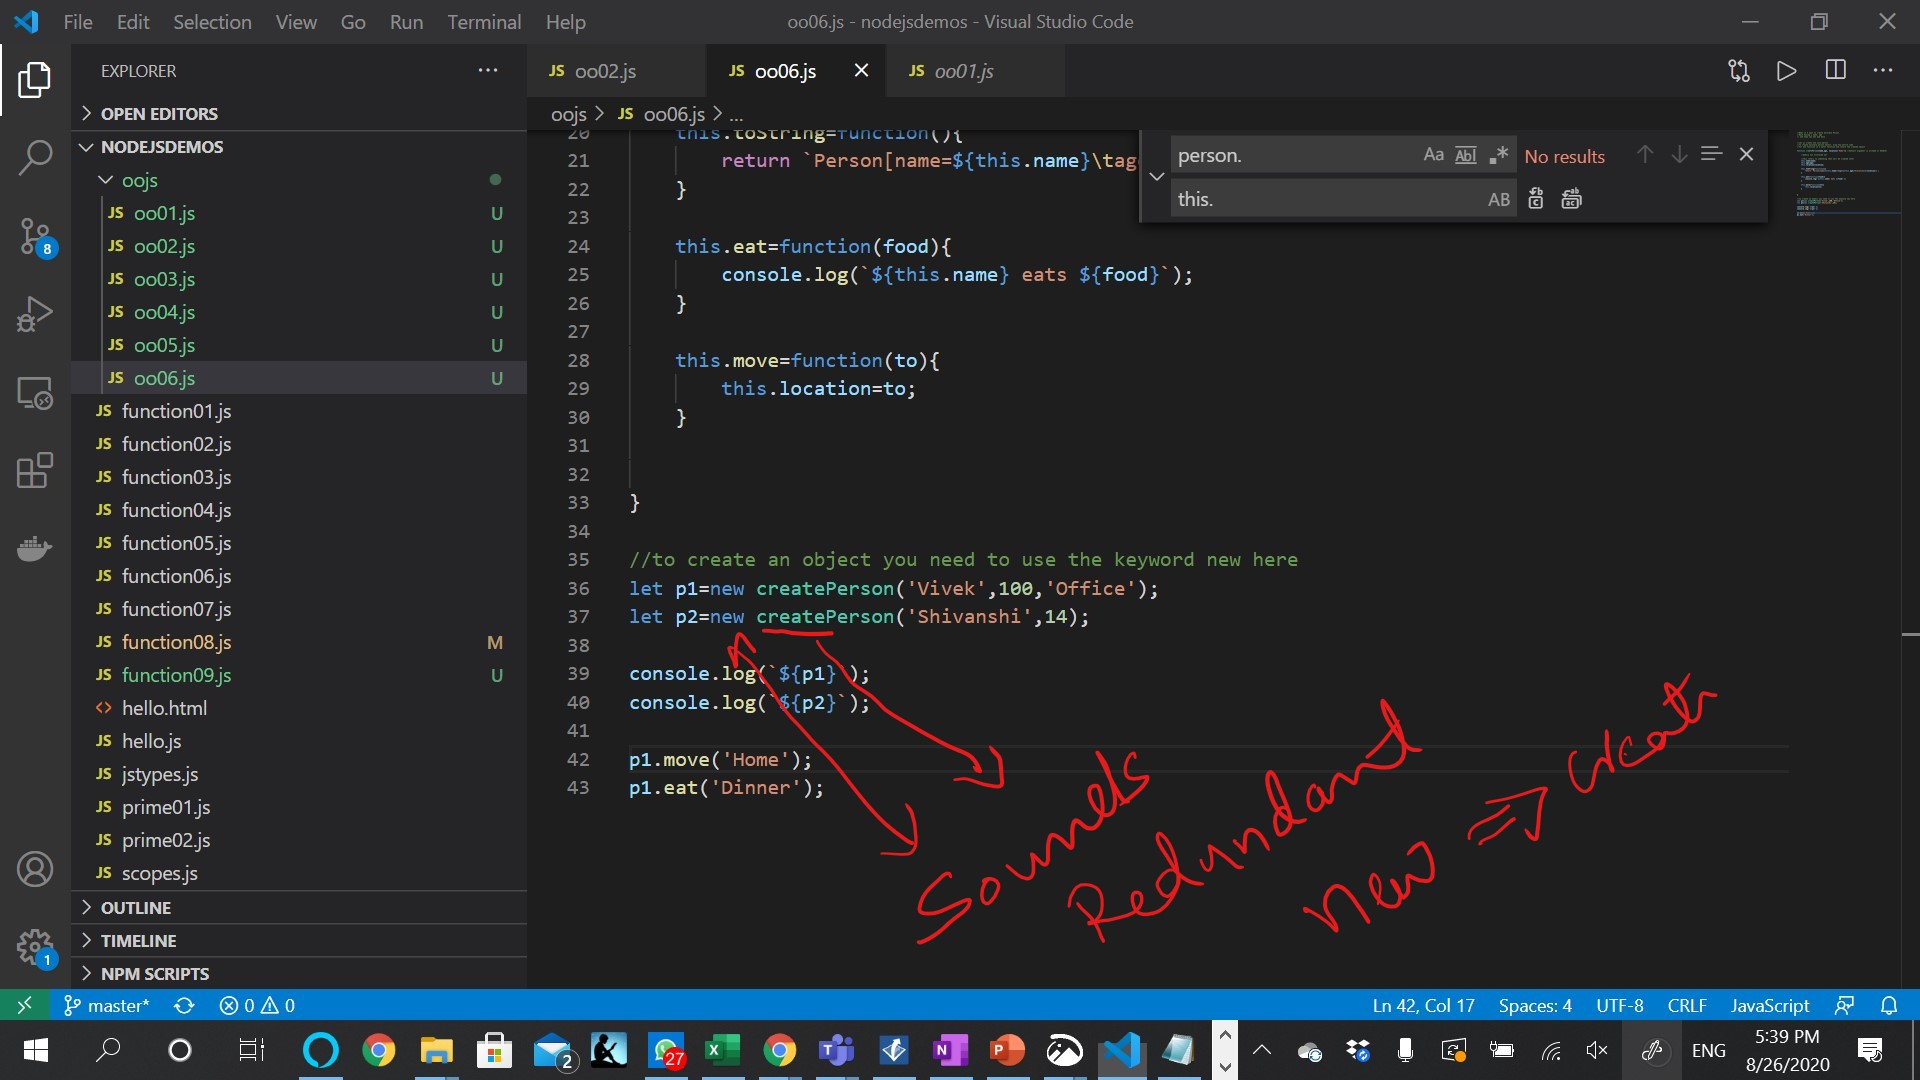 File Edit Selection View Go Run Terminal Help
oo06.js - nodejsdemos - Visual Studio Code
EXPLORER
OPEN EDITORS
NODEJSDEMOS
oojs
JS oo01.js U
JS oo02.js U
JS oo03.js U
JS oo04.js U
JS oo05.js U
JS oo06.js U
JS function01.js
JS function02.js
JS function03.js
JS function04.js
JS function05.js
JS function06.js
JS function07.js
JS function08.js M
JS function09.js U
<> hello.html
JS hello.js
JS jstypes.js
JS prime01.js
JS prime02.js
JS scopes.js
OUTLINE
TIMELINE
NPM SCRIPTS
8
1
JS oo02.js JS oo06.js JS oo01.js
oojs > JS oo06.js > ...
person. Aa Abl .* No results
this. AB
20 this.toString=function(){
21 return `Person[name=${this.name}\tag
22 }
23
24 this.eat=function(food){
25 console.log(`${this.name} eats ${food}`);
26 }
27
28 this.move=function(to){
29 this.location=to;
30 }
31
32
33 }
34
35 //to create an object you need to use the keyword new here
36 let p1=new createPerson('Vivek',100,'Office');
37 let p2=new createPerson('Shivanshi',14);
38
39 console.log(`${p1}`);
40 console.log(`${p2}`);
41
42 p1.move('Home');
43 p1.eat('Dinner');
Sounds
Redundant
new =>
master* 0 0 Ln 42, Col 17 Spaces: 4 UTF-8 CRLF JavaScript
2 27 ENG 5:39 PM
8/26/2020